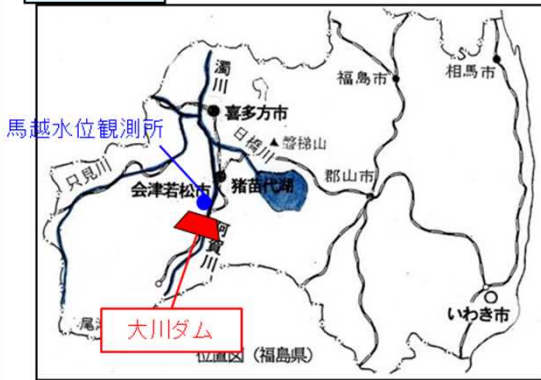 濁川
喜多方市
福島市
相馬市
馬越水位観測所
日橋川
磐梯山
只見川
会津若松市
猪苗代湖
郡山市
阿賀川
いわき市
大川ダム
位置図(福島県)